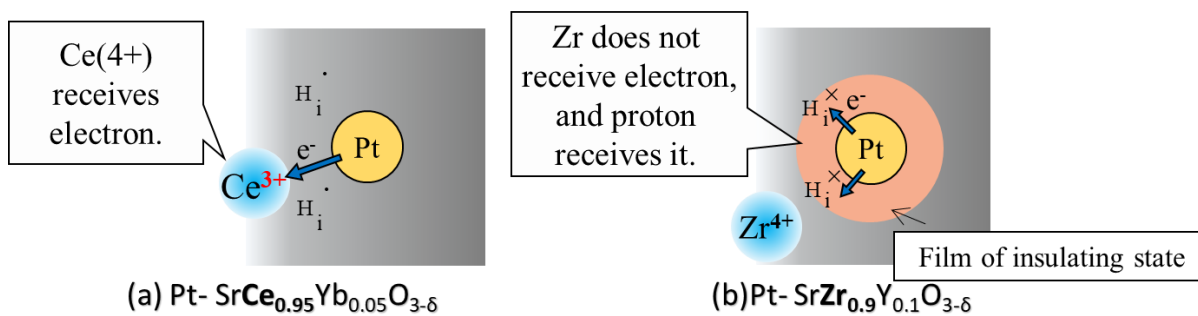 Ce(4+)
receives
electron.
H i ·
e-
Pt
Ce3+
H i ·
(a) Pt- SrCe0.95Yb0.05O3-δ
Zr does not
receive electron,
and proton
receives it.
H i ×
e-
Pt
H i ×
Zr4+
Film of insulating state
(b)Pt- SrZr0.9Y0.1O3-δ